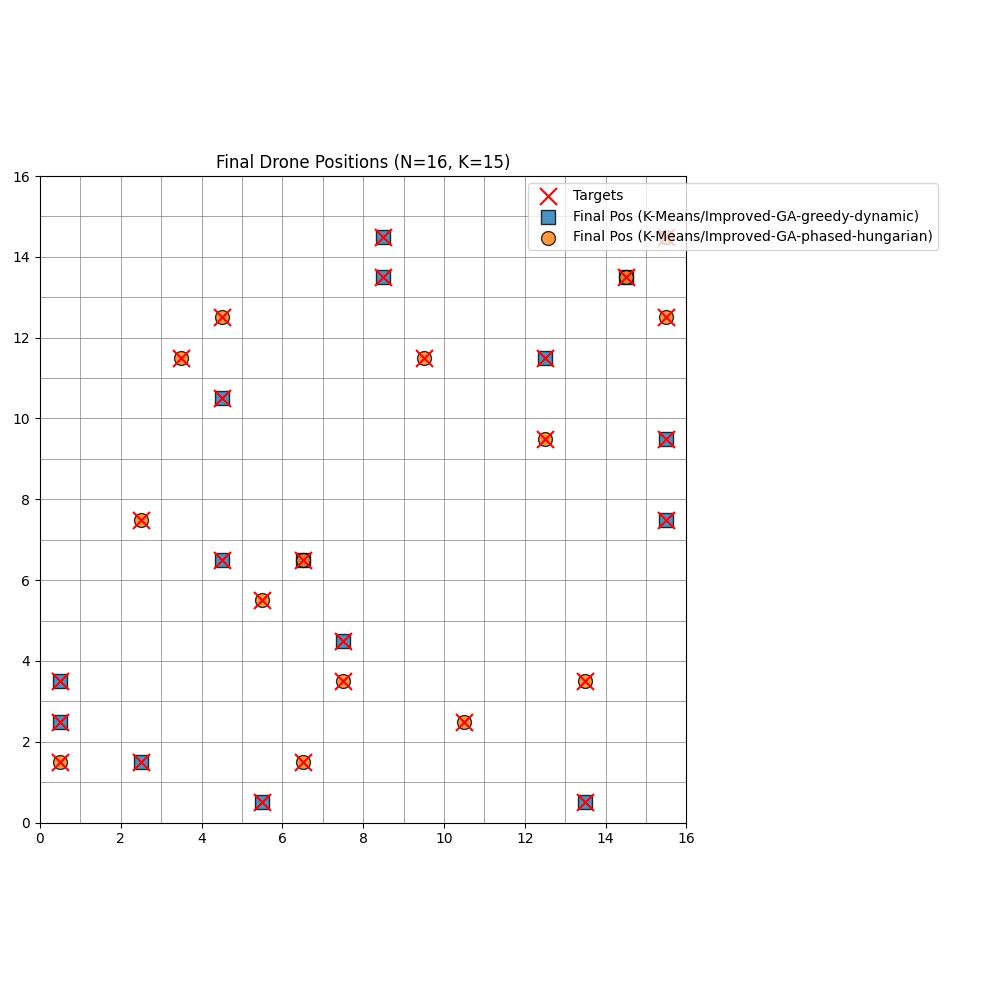 Final Drone Positions (N=16, K=15)
Targets
Final Pos (K-Means/Improved-GA-greedy-dynamic)
Final Pos (K-Means/Improved-GA-phased-hungarian)
16
14
12
10
8
6
4
2
0
0 2 4 6 8 10 12 14 16